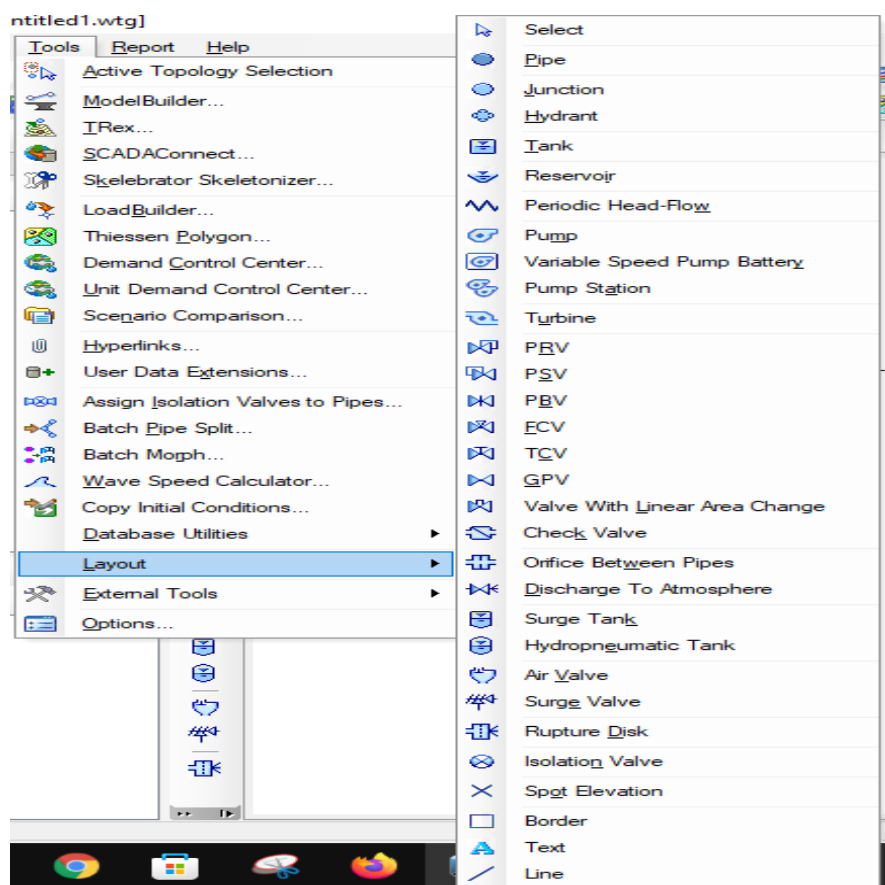 ntitled1.wtg]
Tools Report Help
Active Topology Selection
ModelBuilder...
TRex...
SCADAConnect...
Skelebrator Skeletonizer...
LoadBuilder...
Thiessen Polygon...
Demand Control Center...
Unit Demand Control Center...
Scenario Comparison...
Hyperlinks...
User Data Extensions...
Assign Isolation Valves to Pipes...
Batch Pipe Split...
Batch Morph...
Wave Speed Calculator...
Copy Initial Conditions...
Database Utilities
Layout
External Tools
Options...
Select
Pipe
Junction
Hydrant
Tank
Reservoir
Periodic Head-Flow
Pump
Variable Speed Pump Battery
Pump Station
Turbine
PRV
PSV
PBV
FCV
TCV
GPV
Valve With Linear Area Change
Check Valve
Orifice Between Pipes
Discharge To Atmosphere
Surge Tank
Hydropneumatic Tank
Air Valve
Surge Valve
Rupture Disk
Isolation Valve
Spot Elevation
Border
Text
Line